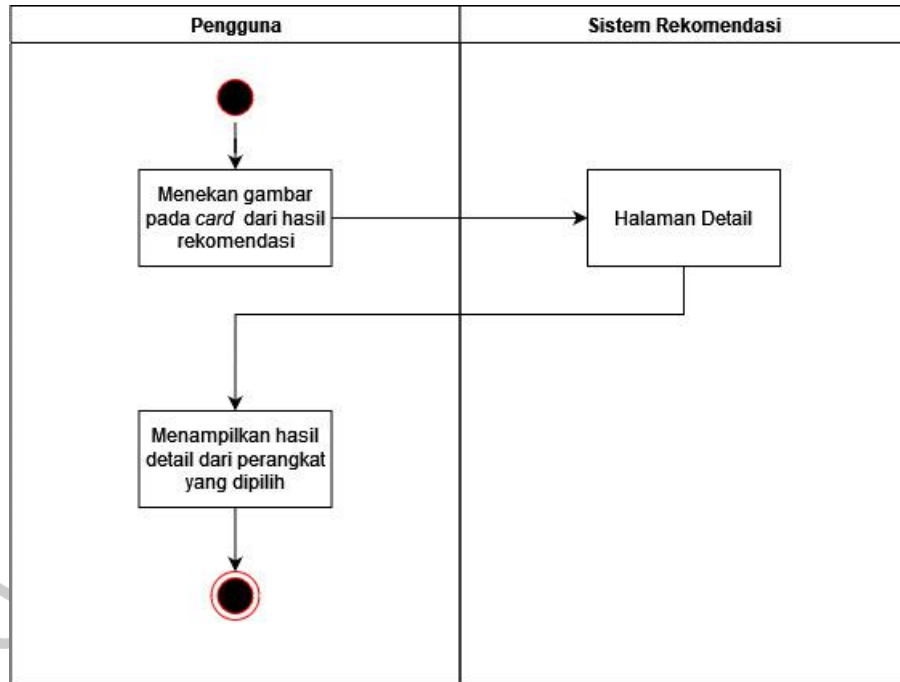 Pengguna
Sistem Rekomendasi
Menekan gambar
pada card dari hasil
rekomendasi
Halaman Detail
Menampilkan hasil
detail dari perangkat
yang dipilih